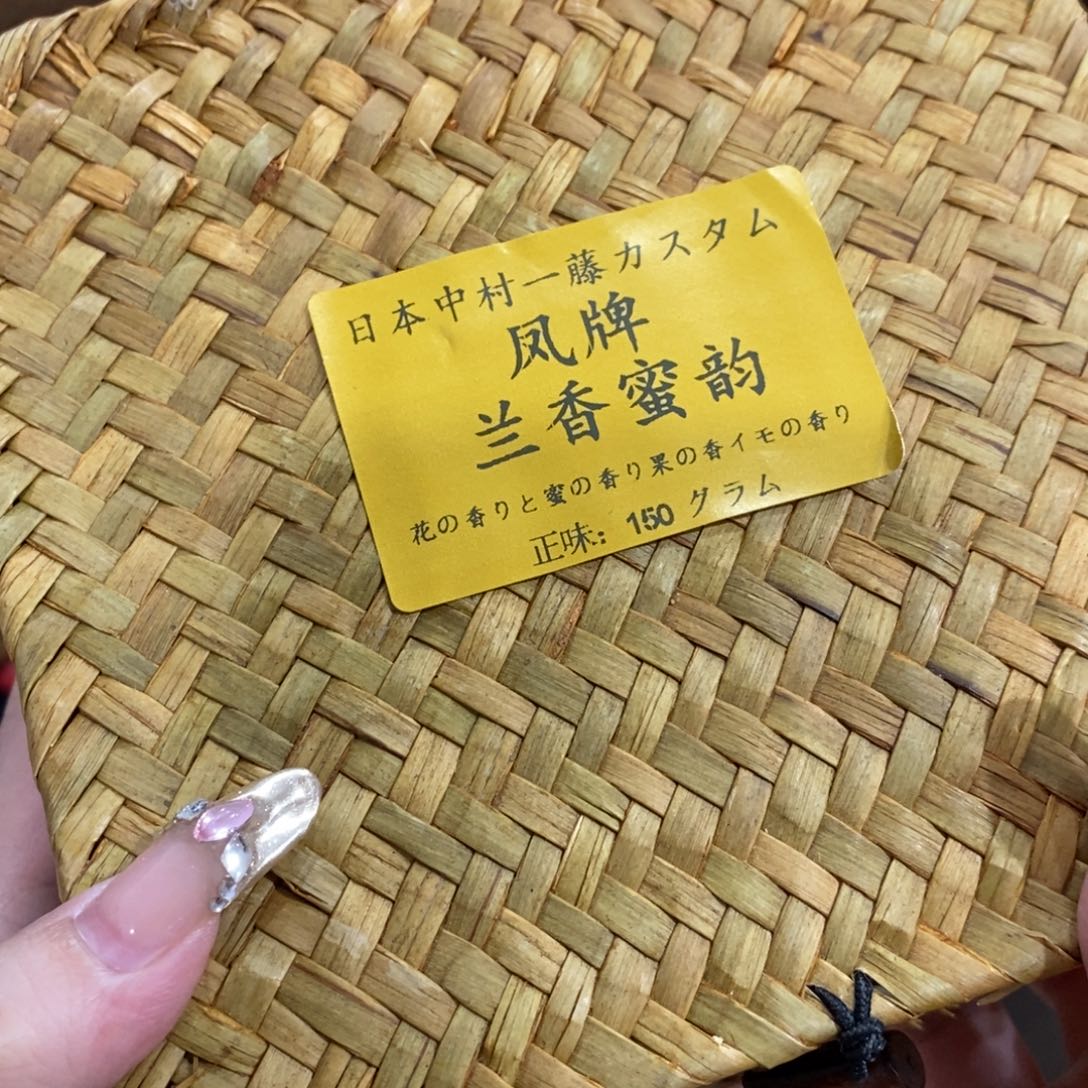 日本中村一藤カスタム
凤牌
兰香蜜韵
花の香りと蜜の香り果の香イモの香り
正味: 150 グラム